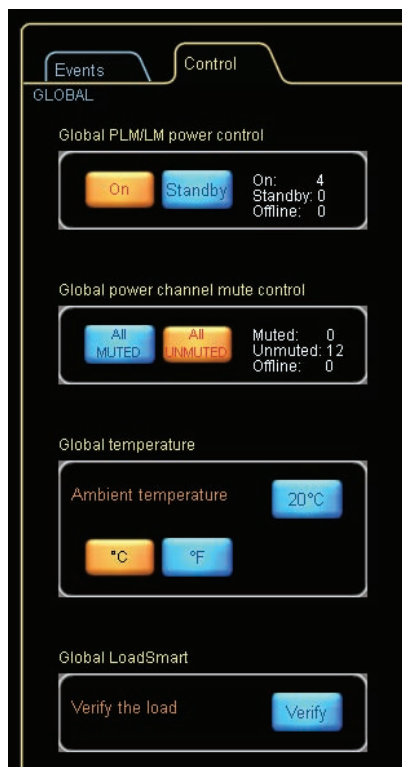 Events
Control
GLOBAL
Global PLM/LM power control
On
Standby
On: 4
Standby: 0
Offline: 0
Global power channel mute control
All
MUTED
All
UNMUTED
Muted: 0
Unmuted: 12
Offline: 0
Global temperature
Ambient temperature
20°C
°C
°F
Global LoadSmart
Verify the load
Verify